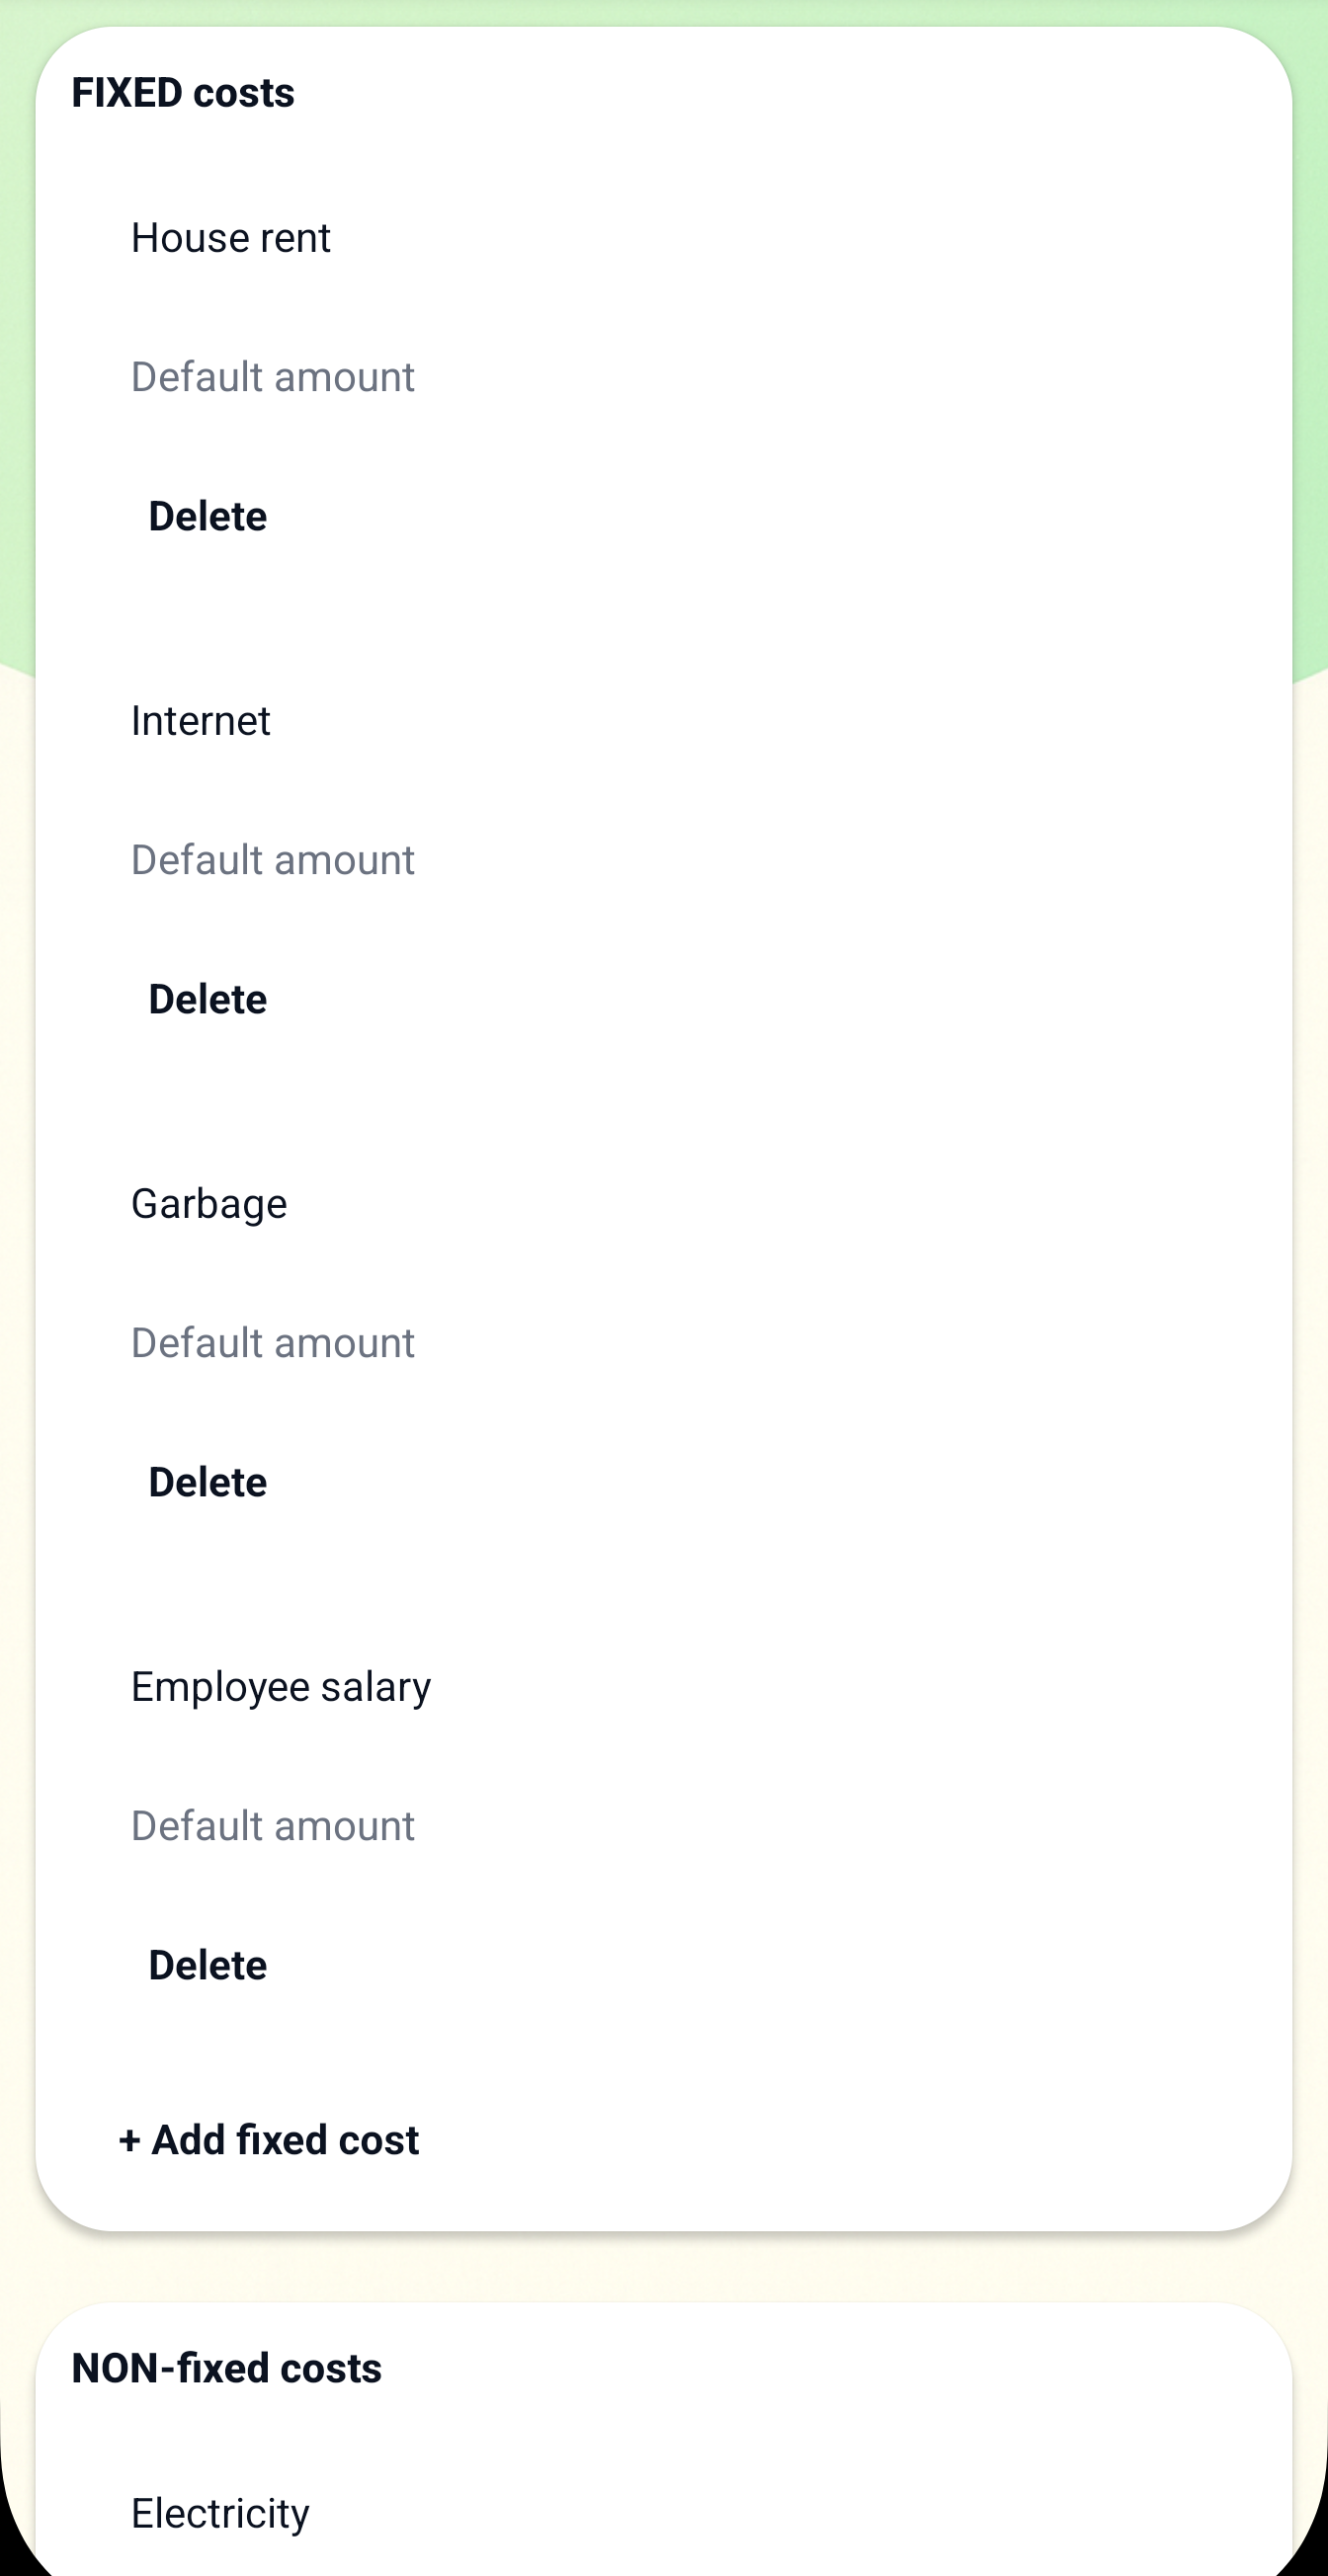 FIXED costs
House rent
Default amount
Delete
Internet
Default amount
Delete
Garbage
Default amount
Delete
Employee salary
Default amount
Delete
+ Add fixed cost
NON-fixed costs
Electricity